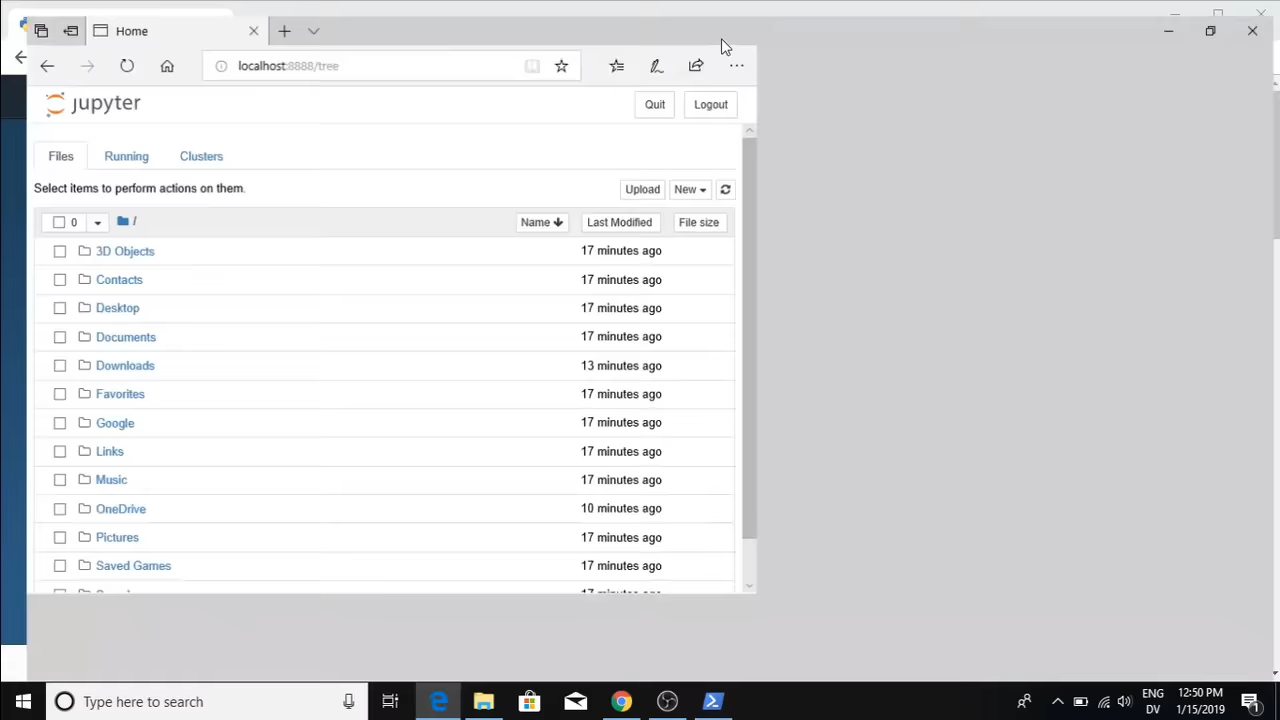 Home
localhost:8888/tree
jupyter
Quit
Logout
Files
Running
Clusters
Select items to perform actions on them.
Upload
New
0
/
Name
Last Modified
File size
3D Objects
17 minutes ago
Contacts
17 minutes ago
Desktop
17 minutes ago
Documents
17 minutes ago
Downloads
13 minutes ago
Favorites
17 minutes ago
Google
17 minutes ago
Links
17 minutes ago
Music
17 minutes ago
OneDrive
10 minutes ago
Pictures
17 minutes ago
Saved Games
17 minutes ago
Type here to search
ENG
DV
12:50 PM
1/15/2019
1